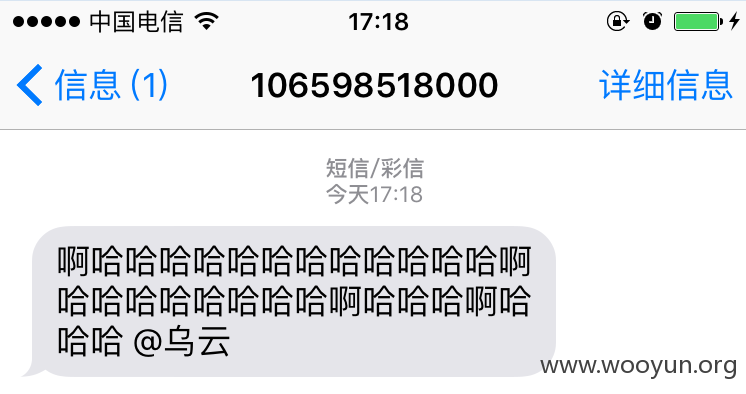 中国电信 17:18
信息 (1) 106598518000 详细信息
短信/彩信
今天17:18
啊哈哈哈哈哈哈哈哈哈哈哈哈啊
哈哈哈哈哈哈哈哈啊哈哈哈啊哈
哈哈 @乌云
www.wooyun.org